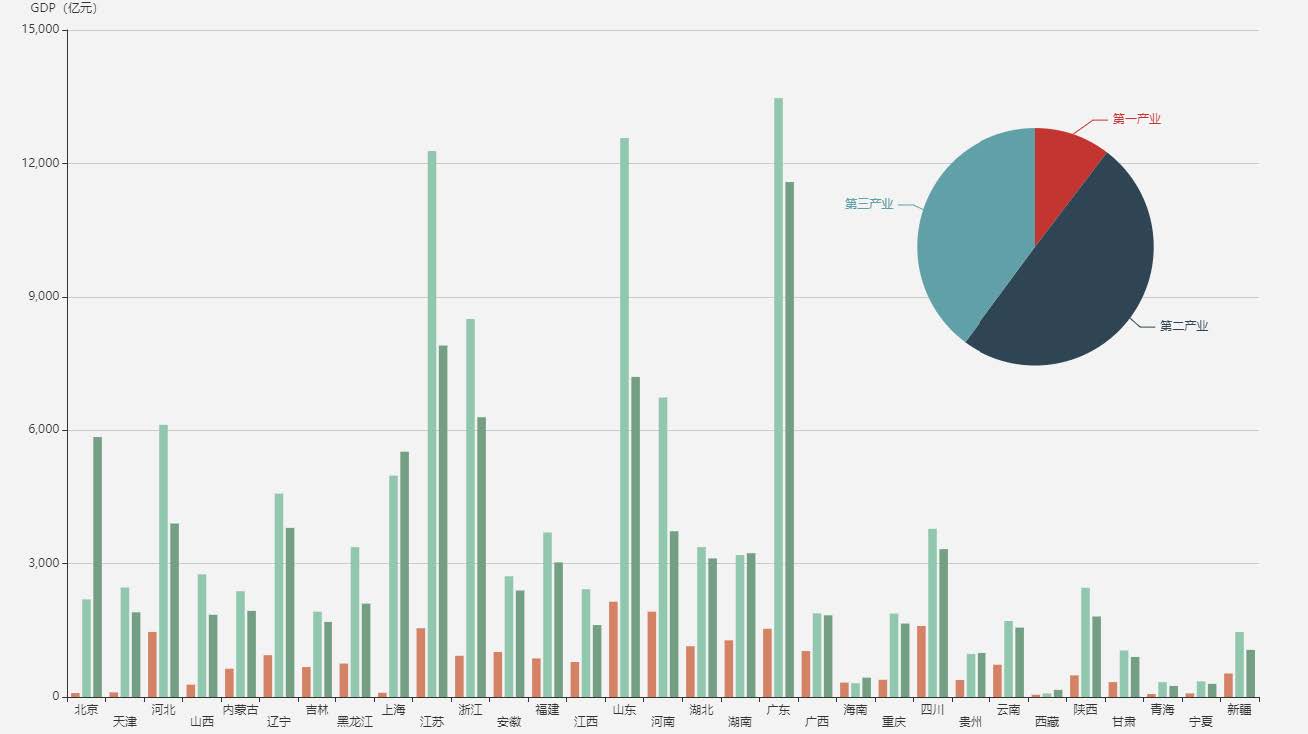 GDP（亿元）
15,000
12,000
9,000
6,000
3,000
0
第一产业
第三产业
第二产业
北京
天津
河北
山西
内蒙古
辽宁
吉林
黑龙江
上海
江苏
浙江
安徽
福建
江西
山东
河南
湖北
湖南
广东
广西
海南
重庆
四川
贵州
云南
西藏
陕西
甘肃
青海
宁夏
新疆